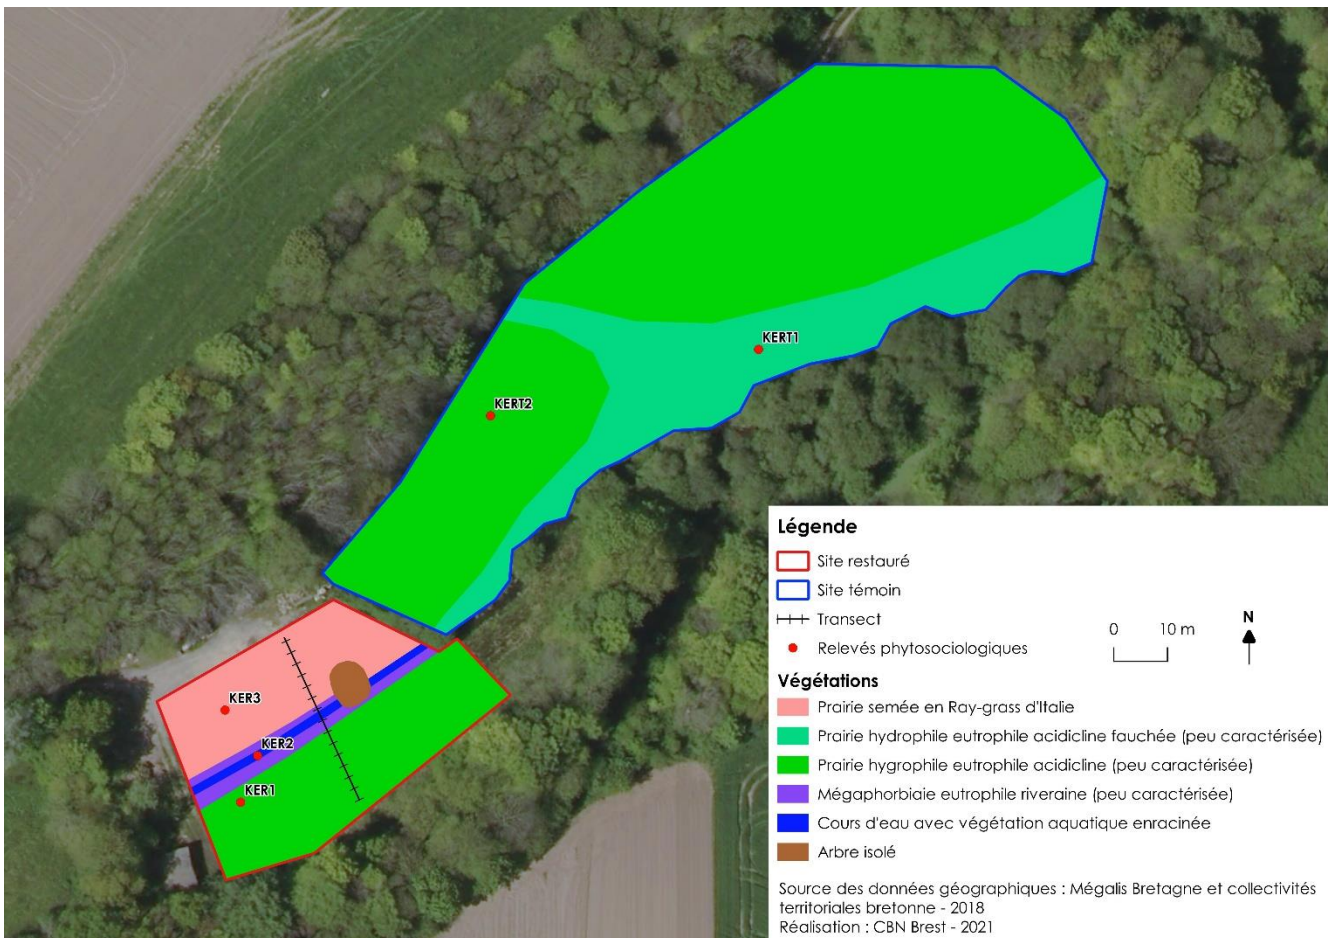 KERT1
KERT2
KER3
KER2
KER1
Légende
Site restauré
Site témoin
Transect
Relevés phytosociologiques
0 10 m
N
Végétations
Prairie semée en Ray-grass d'Italie
Prairie hydrophile eutrophile acidicline fauchée (peu caractérisée)
Prairie hygrophile eutrophile acidicline (peu caractérisée)
Mégaphorbiaie eutrophile riveraine (peu caractérisée)
Cours d'eau avec végétation aquatique enracinée
Arbre isolé
Source des données géographiques : Mégalis Bretagne et collectivités
territoriales bretonne - 2018
Réalisation : CBN Brest - 2021